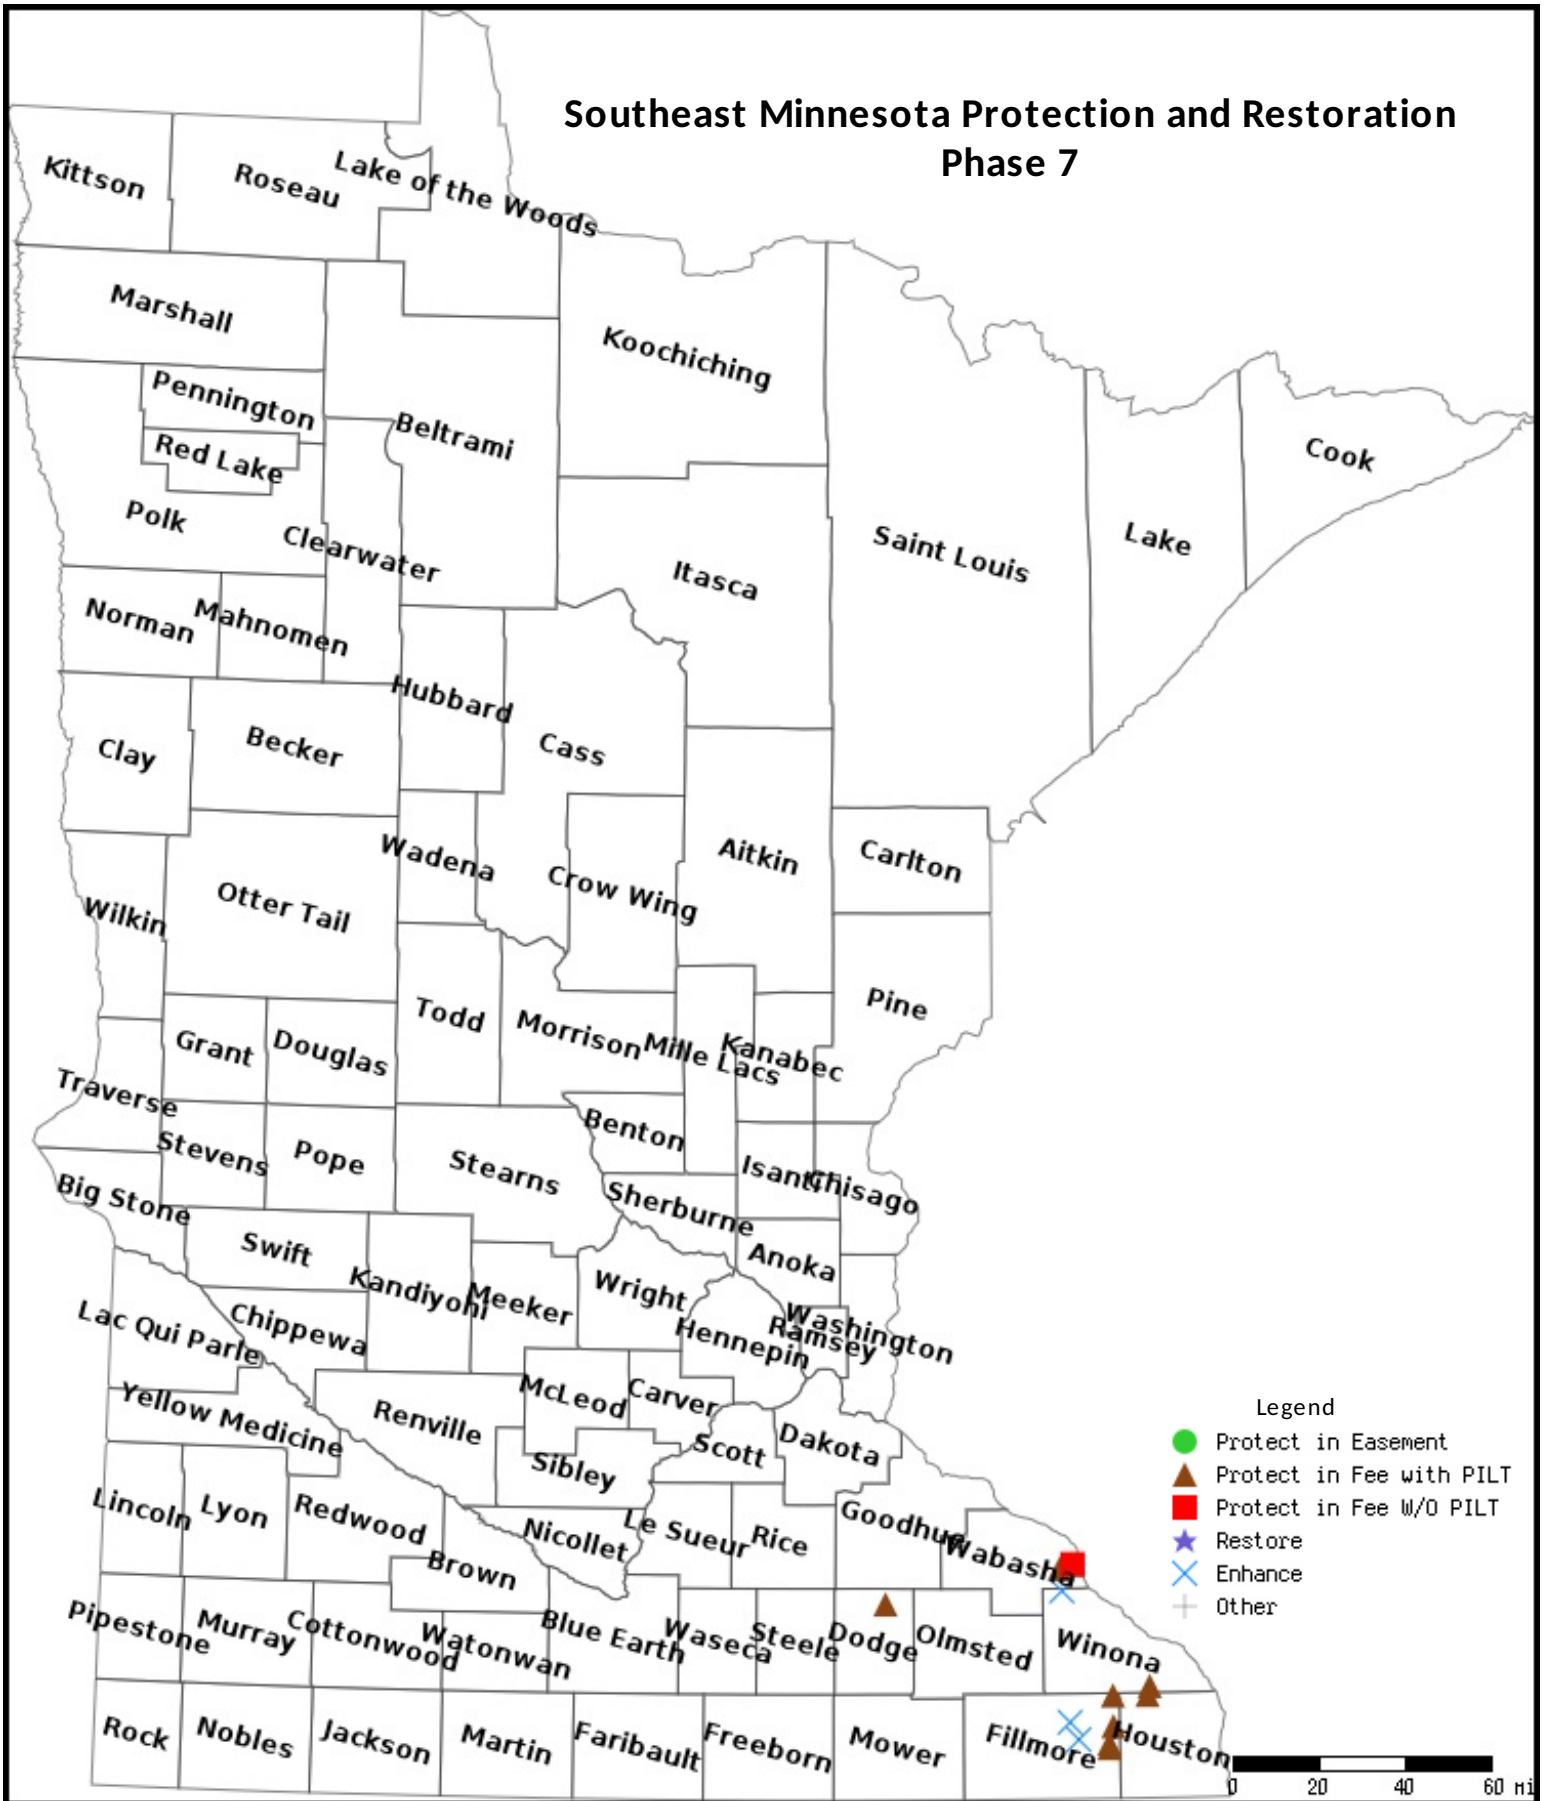 Southeast Minnesota Protection and Restoration
Phase 7
Kittson
Roseau
Lake of the Woods
Marshall
Koochiching
Pennington
Beltrami
Red Lake
Cook
Polk
Clearwater
Saint Louis
Lake
Itasca
Norman
Mahnomen
Hubbard
Clay
Becker
Cass
Wadena
Aitkin
Carlton
Crow Wing
Otter Tail
Wilkin
Pine
Todd
Morrison
Mille Lacs
Kanabec
Grant
Douglas
Traverse
Stevens
Pope
Stearns
Benton
Isanti
Chisago
Big Stone
Sherburne
Swift
Anoka
Kandiyohi
Meeker
Wright
Washington
Ramsey
Hennepin
Lac Qui Parle
Chippewa
McLeod
Carver
Yellow Medicine
Renville
Scott
Dakota
Sibley
Lincoln
Lyon
Redwood
Nicollet
Le Sueur
Rice
Goodhue
Wabasha
Brown
Pipestone
Murray
Cottonwood
Watonwan
Blue Earth
Waseca
Steele
Dodge
Olmsted
Winona
Rock
Nobles
Jackson
Martin
Faribault
Freeborn
Mower
Fillmore
Houston
Legend
Protect in Easement
Protect in Fee with PILT
Protect in Fee W/O PILT
Restore
Enhance
Other
0 20 40 60 mi